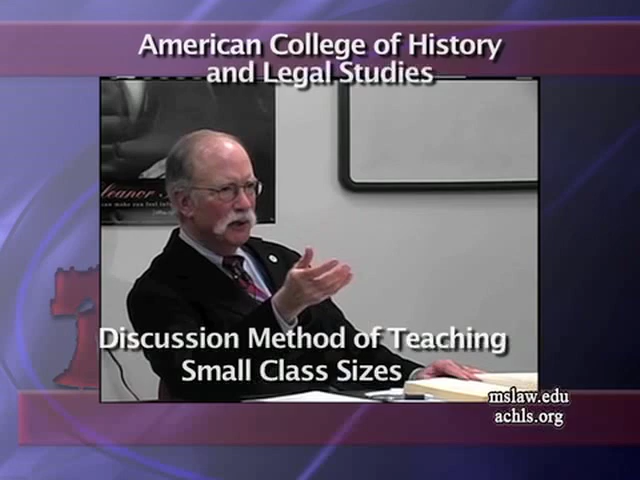 American College of History
and Legal Studies
Discussion Method of Teaching
Small Class Sizes
mslaw.edu
achls.org